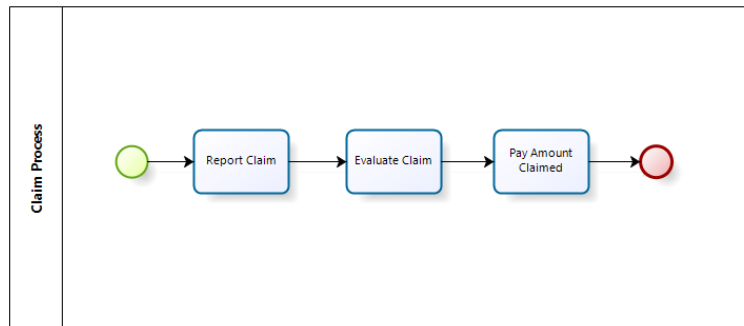 Claim Process
Report Claim
Evaluate Claim
Pay Amount
Claimed